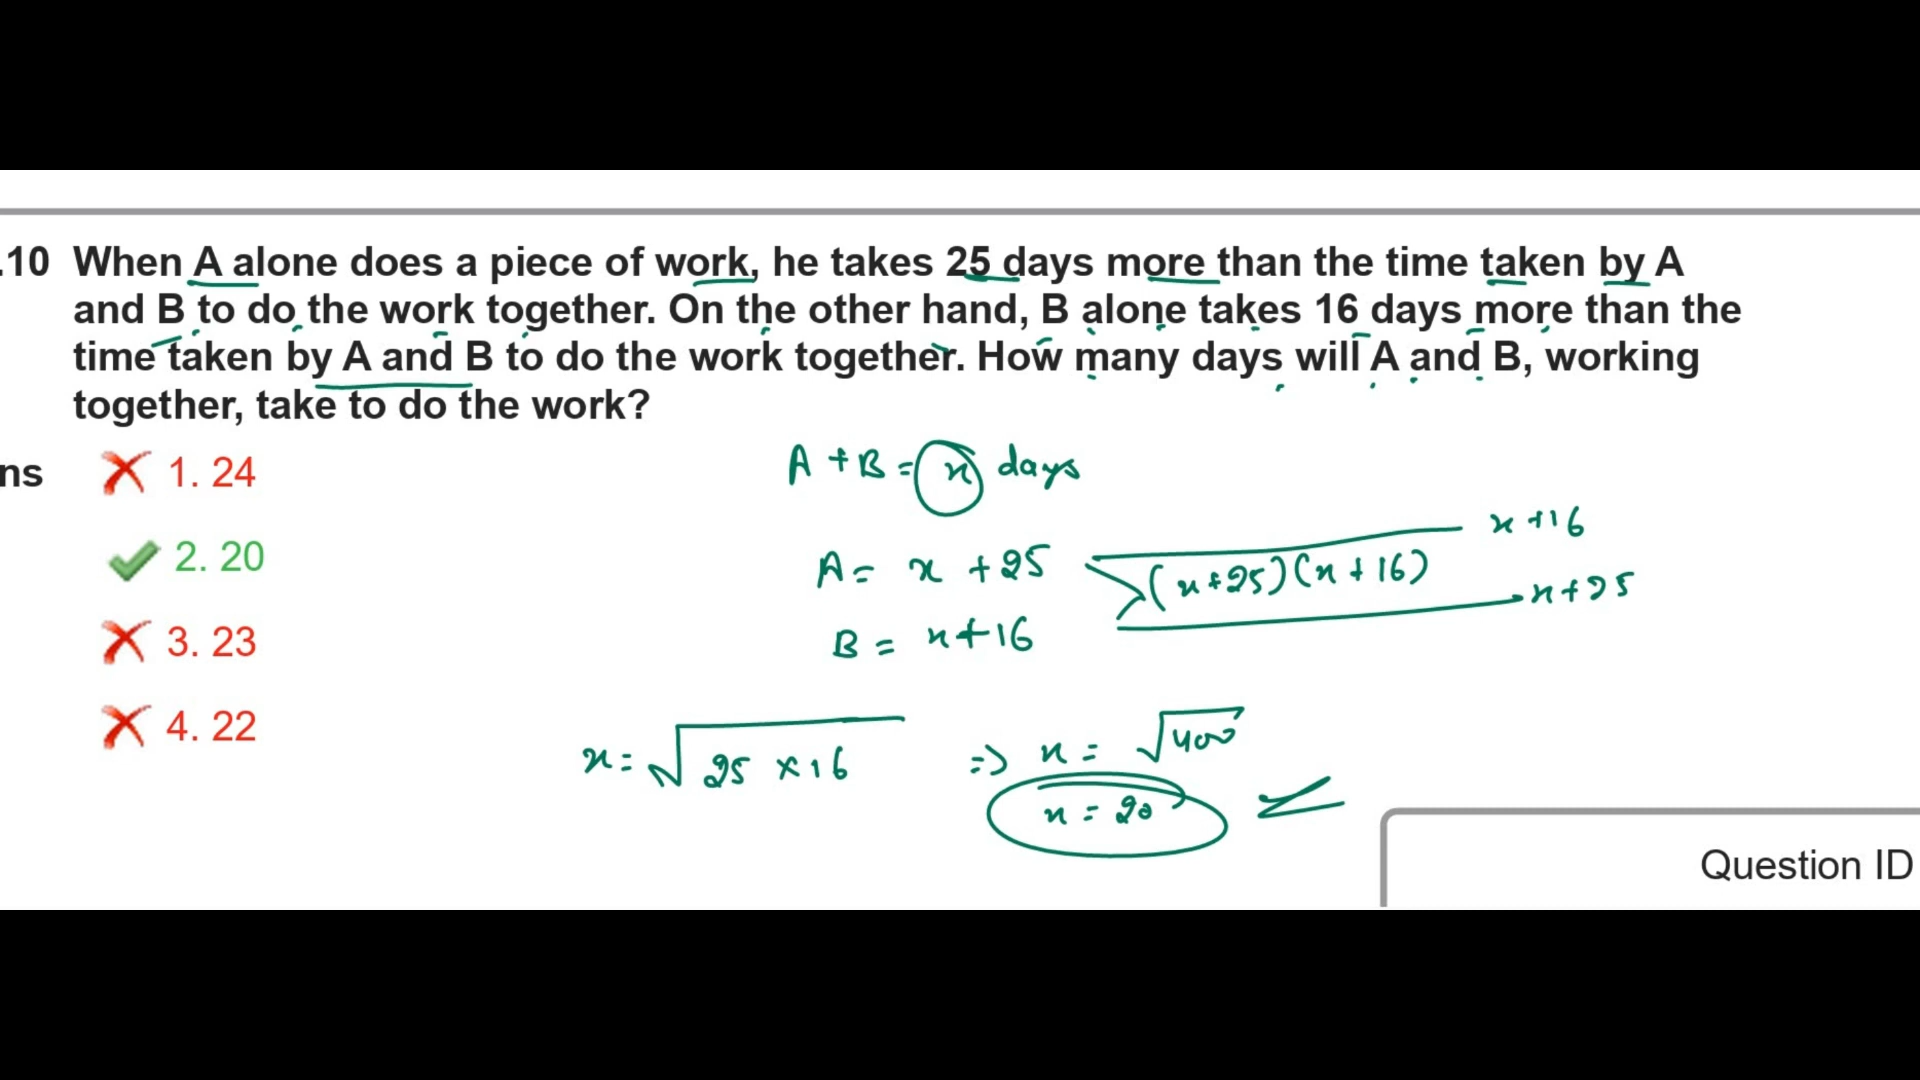 .10 When A alone does a piece of work, he takes 25 days more than the time taken by A
and B to do the work together. On the other hand, B alone takes 16 days more than the
time taken by A and B to do the work together. How many days will A and B, working
together, take to do the work?
ns
1. 24
2. 20
3. 23
4. 22
A + B = x days
A = x + 25
B = x + 16
(x + 25) (x + 16)
x + 16
x + 25
x = √25 × 16
=> x = √400
x = 20
Question ID